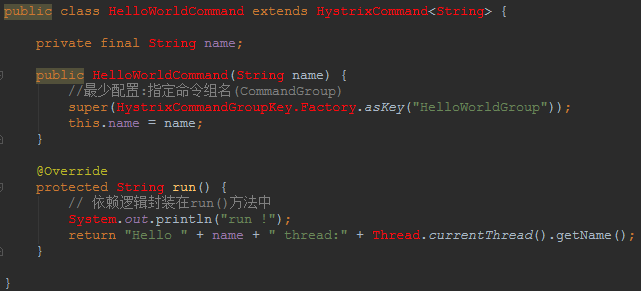 public class HelloWorldCommand extends HystrixCommand<String> {
private final String name;
public HelloWorldCommand(String name) {
//最少配置:指定命令组名(CommandGroup)
super(HystrixCommandGroupKey.Factory.asKey("HelloWorldGroup"));
this.name = name;
}
@Override
protected String run() {
// 依赖逻辑封装在run()方法中
System.out.println("run !");
return "Hello " + name + " thread:" + Thread.currentThread().getName();
}
}